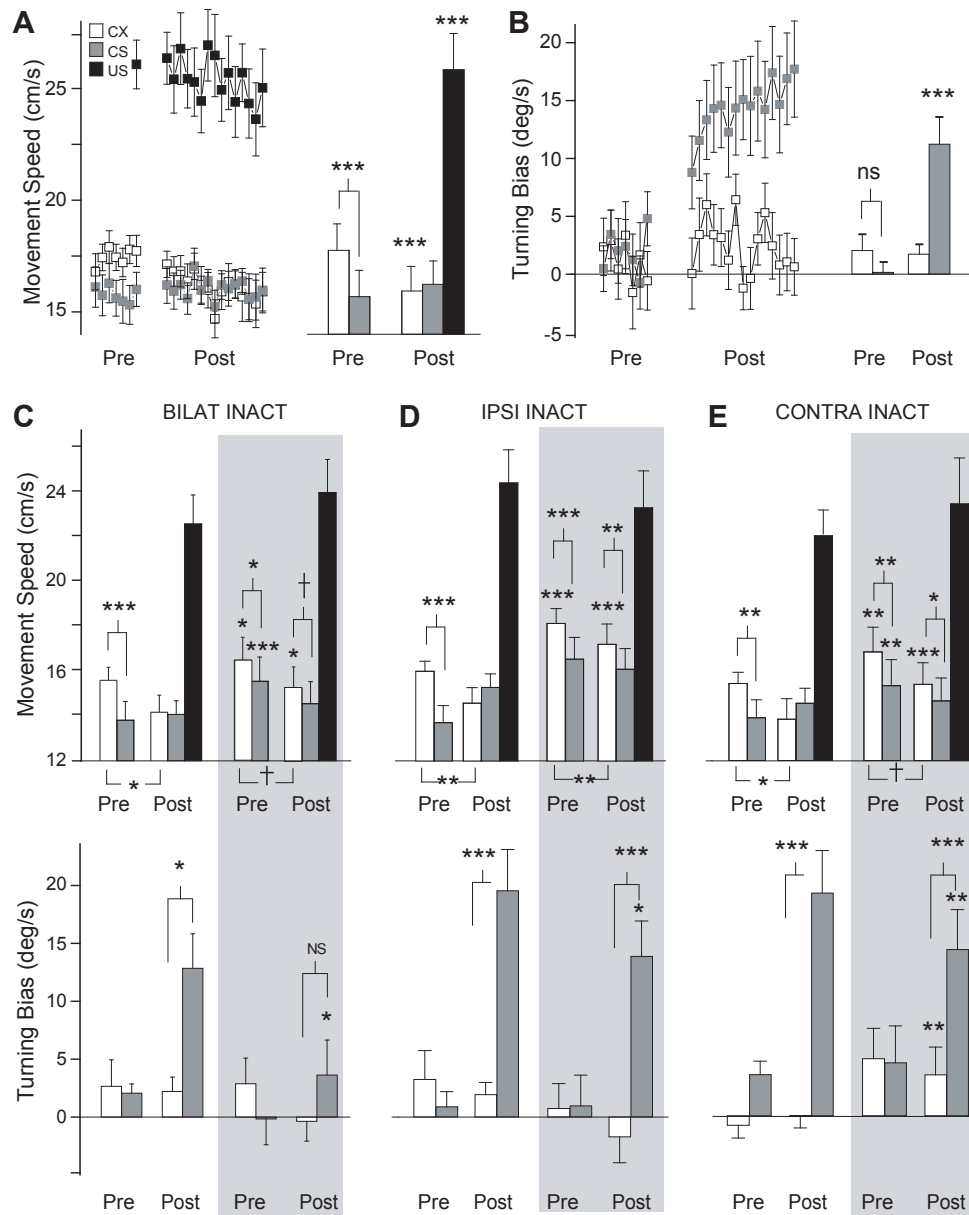 A
CX
CS
US
Movement Speed (cm/s)
25
20
15
***
***
***
Pre
Post
Pre
Post
B
Turning Bias (deg/s)
20
15
10
5
0
-5
ns
***
Pre
Post
Pre
Post
C
BILAT INACT
Movement Speed (cm/s)
24
20
16
12
***
*
*
***
†
*
*
†
Pre
Post
Pre
Post
Turning Bias (deg/s)
20
15
10
5
0
*
NS
*
Pre
Post
Pre
Post
D
IPSI INACT
***
***
**
***
***
**
**
Pre
Post
Pre
Post
***
***
*
Pre
Post
Pre
Post
E
CONTRA INACT
**
**
*
**
**
***
*
†
Pre
Post
Pre
Post
***
***
**
**
Pre
Post
Pre
Post